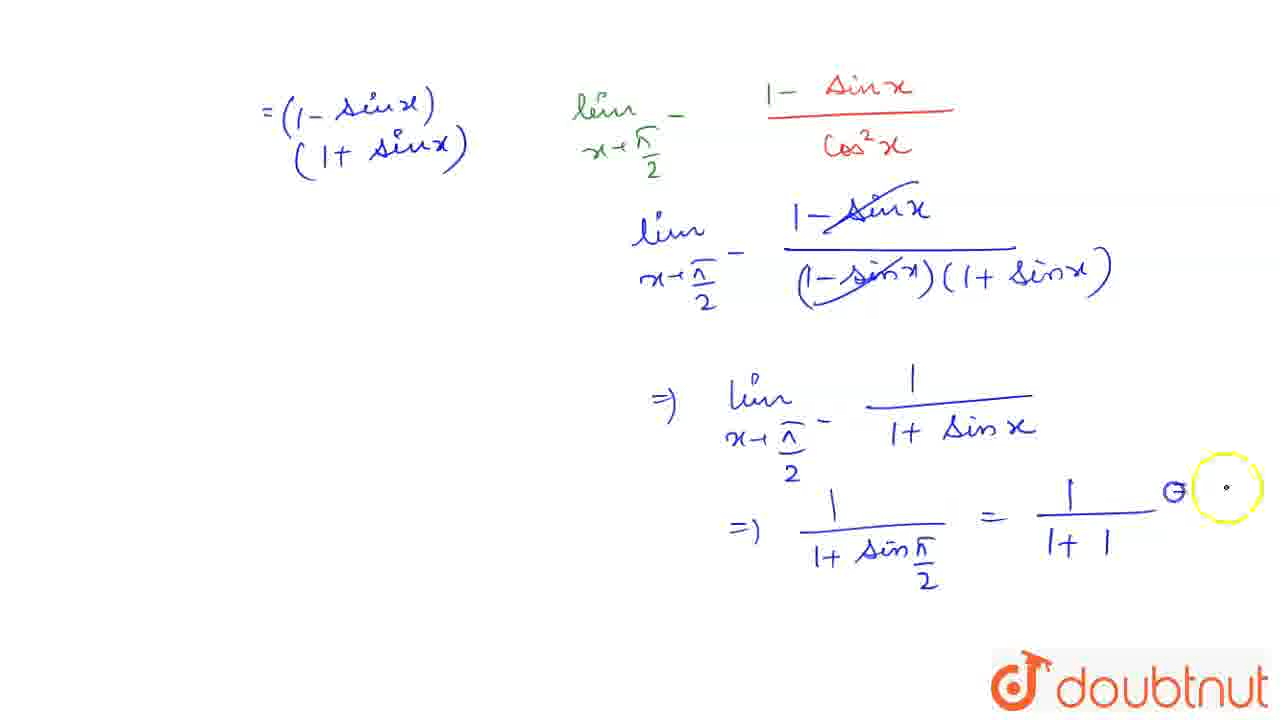 = (1 - sinx) lim x→π/2 - 1 - sinx / cos²x
(1 + sinx)
lim x→π/2 - 1 - sinx / (1 - sinx)(1 + sinx)
=) lim x→π/2 - 1 / 1 + sinx
=) 1 / 1 + sin π/2 = 1 / 1 + 1 =
doubtnut